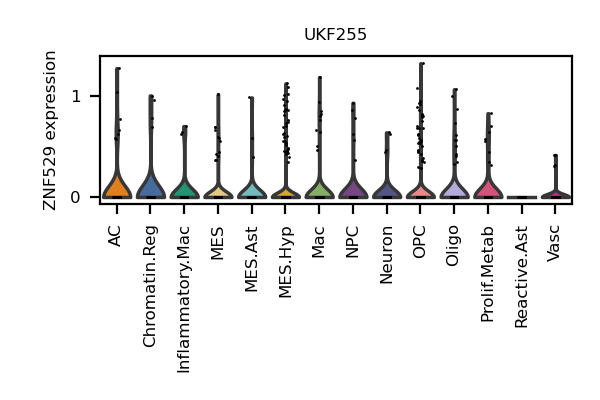 UKF255
ZNF529 expression
1
0
AC
Chromatin.Reg
Inflammatory.Mac
MES
MES.Ast
MES.Hyp
Mac
NPC
Neuron
OPC
Oligo
Prolif.Metab
Reactive.Ast
Vasc